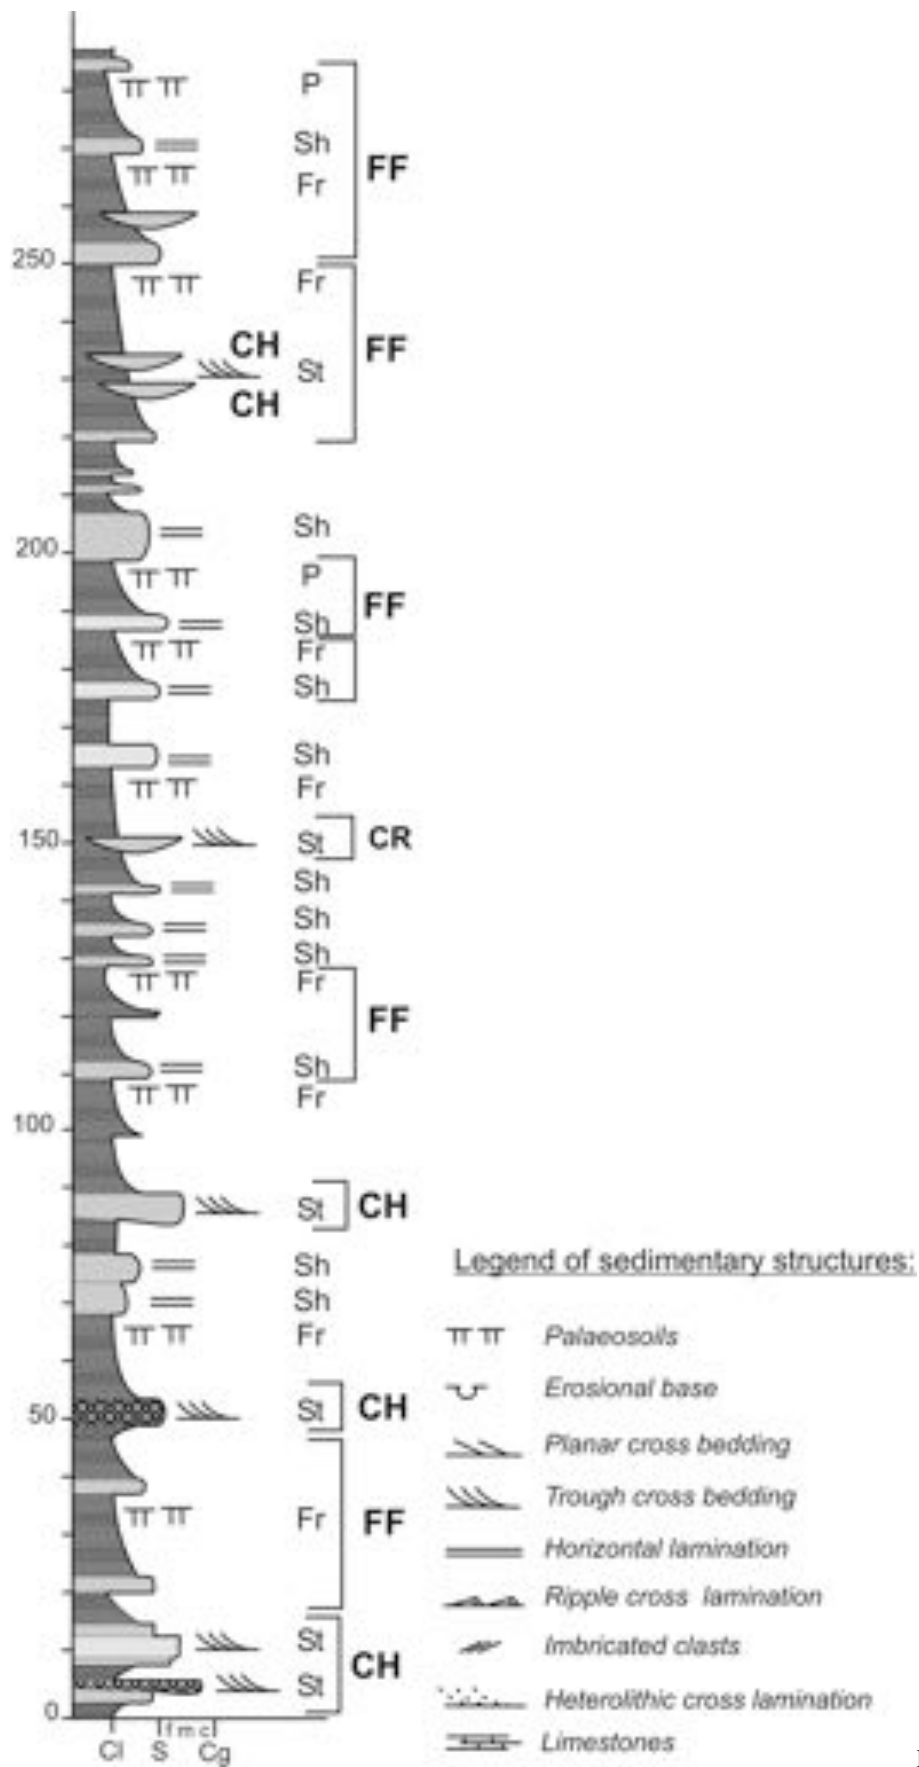 P
Sh
FF
Fr
250
Fr
CH
FF
St
CH
Sh
200
P
FF
Sh
Fr
Sh
Sh
Fr
150
St
CR
Sh
Sh
Sh
Fr
FF
Sh
Fr
100
St
CH
Sh
Sh
Fr
50
St
CH
Fr
FF
St
CH
St
0
Cl S f m c Cg
Legend of sedimentary structures:
Palaeosoils
Erosional base
Planar cross bedding
Trough cross bedding
Horizontal lamination
Ripple cross lamination
Imbricated clasts
Heterolithic cross lamination
Limestones